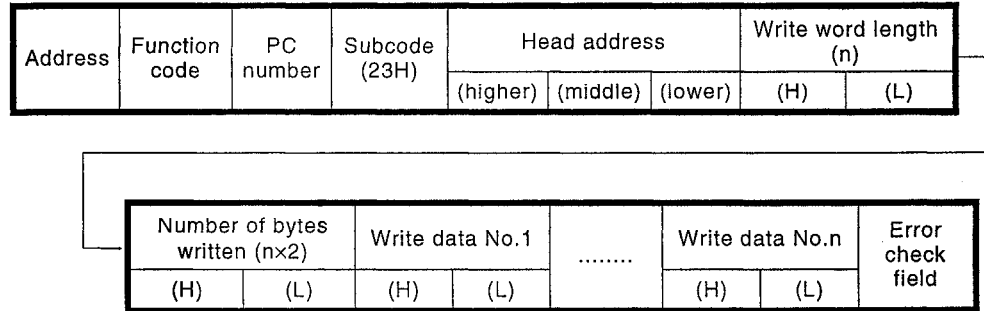 Address
Function
code
PC
number
Subcode
(23H)
Head address
(higher) (middle) (lower)
Write word length
(n)
(H) (L)
Number of bytes
written (n×2)
(H) (L)
Write data No.1
(H) (L)
........
Write data No.n
(H) (L)
Error
check
field